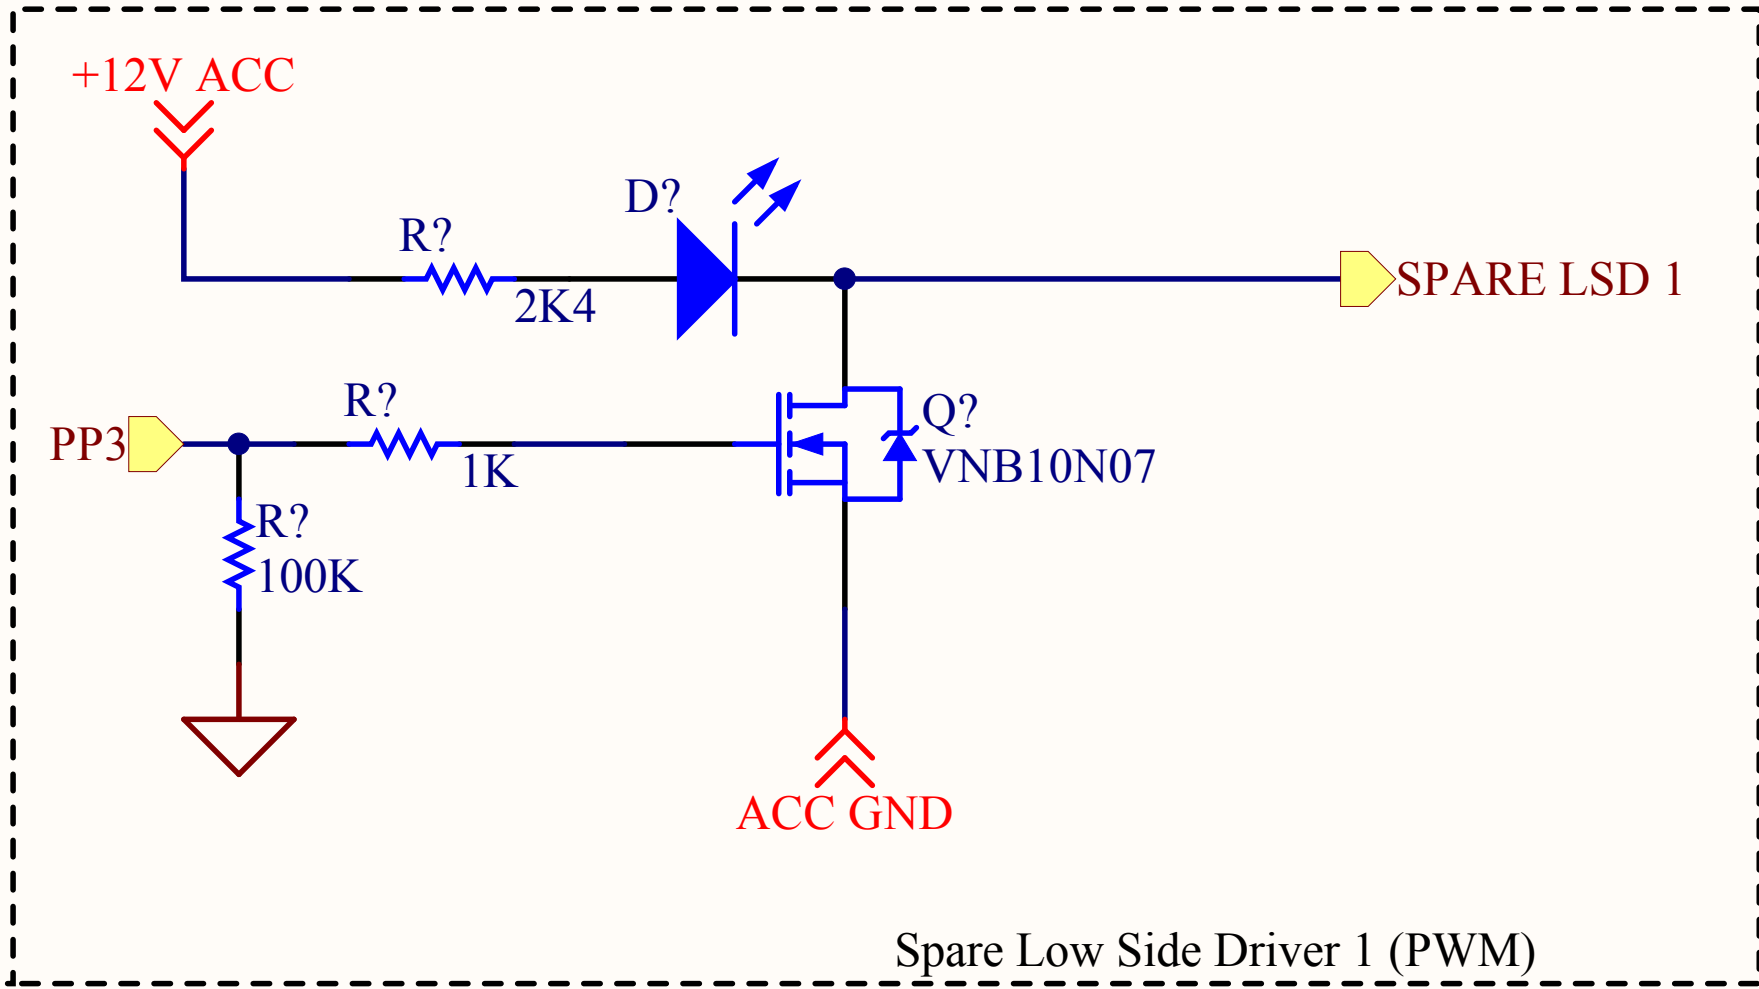 +12V ACC
D?
R?
2K4
SPARE LSD 1
R?
1K
PP3
Q?
VNB10N07
R?
100K
ACC GND
Spare Low Side Driver 1 (PWM)